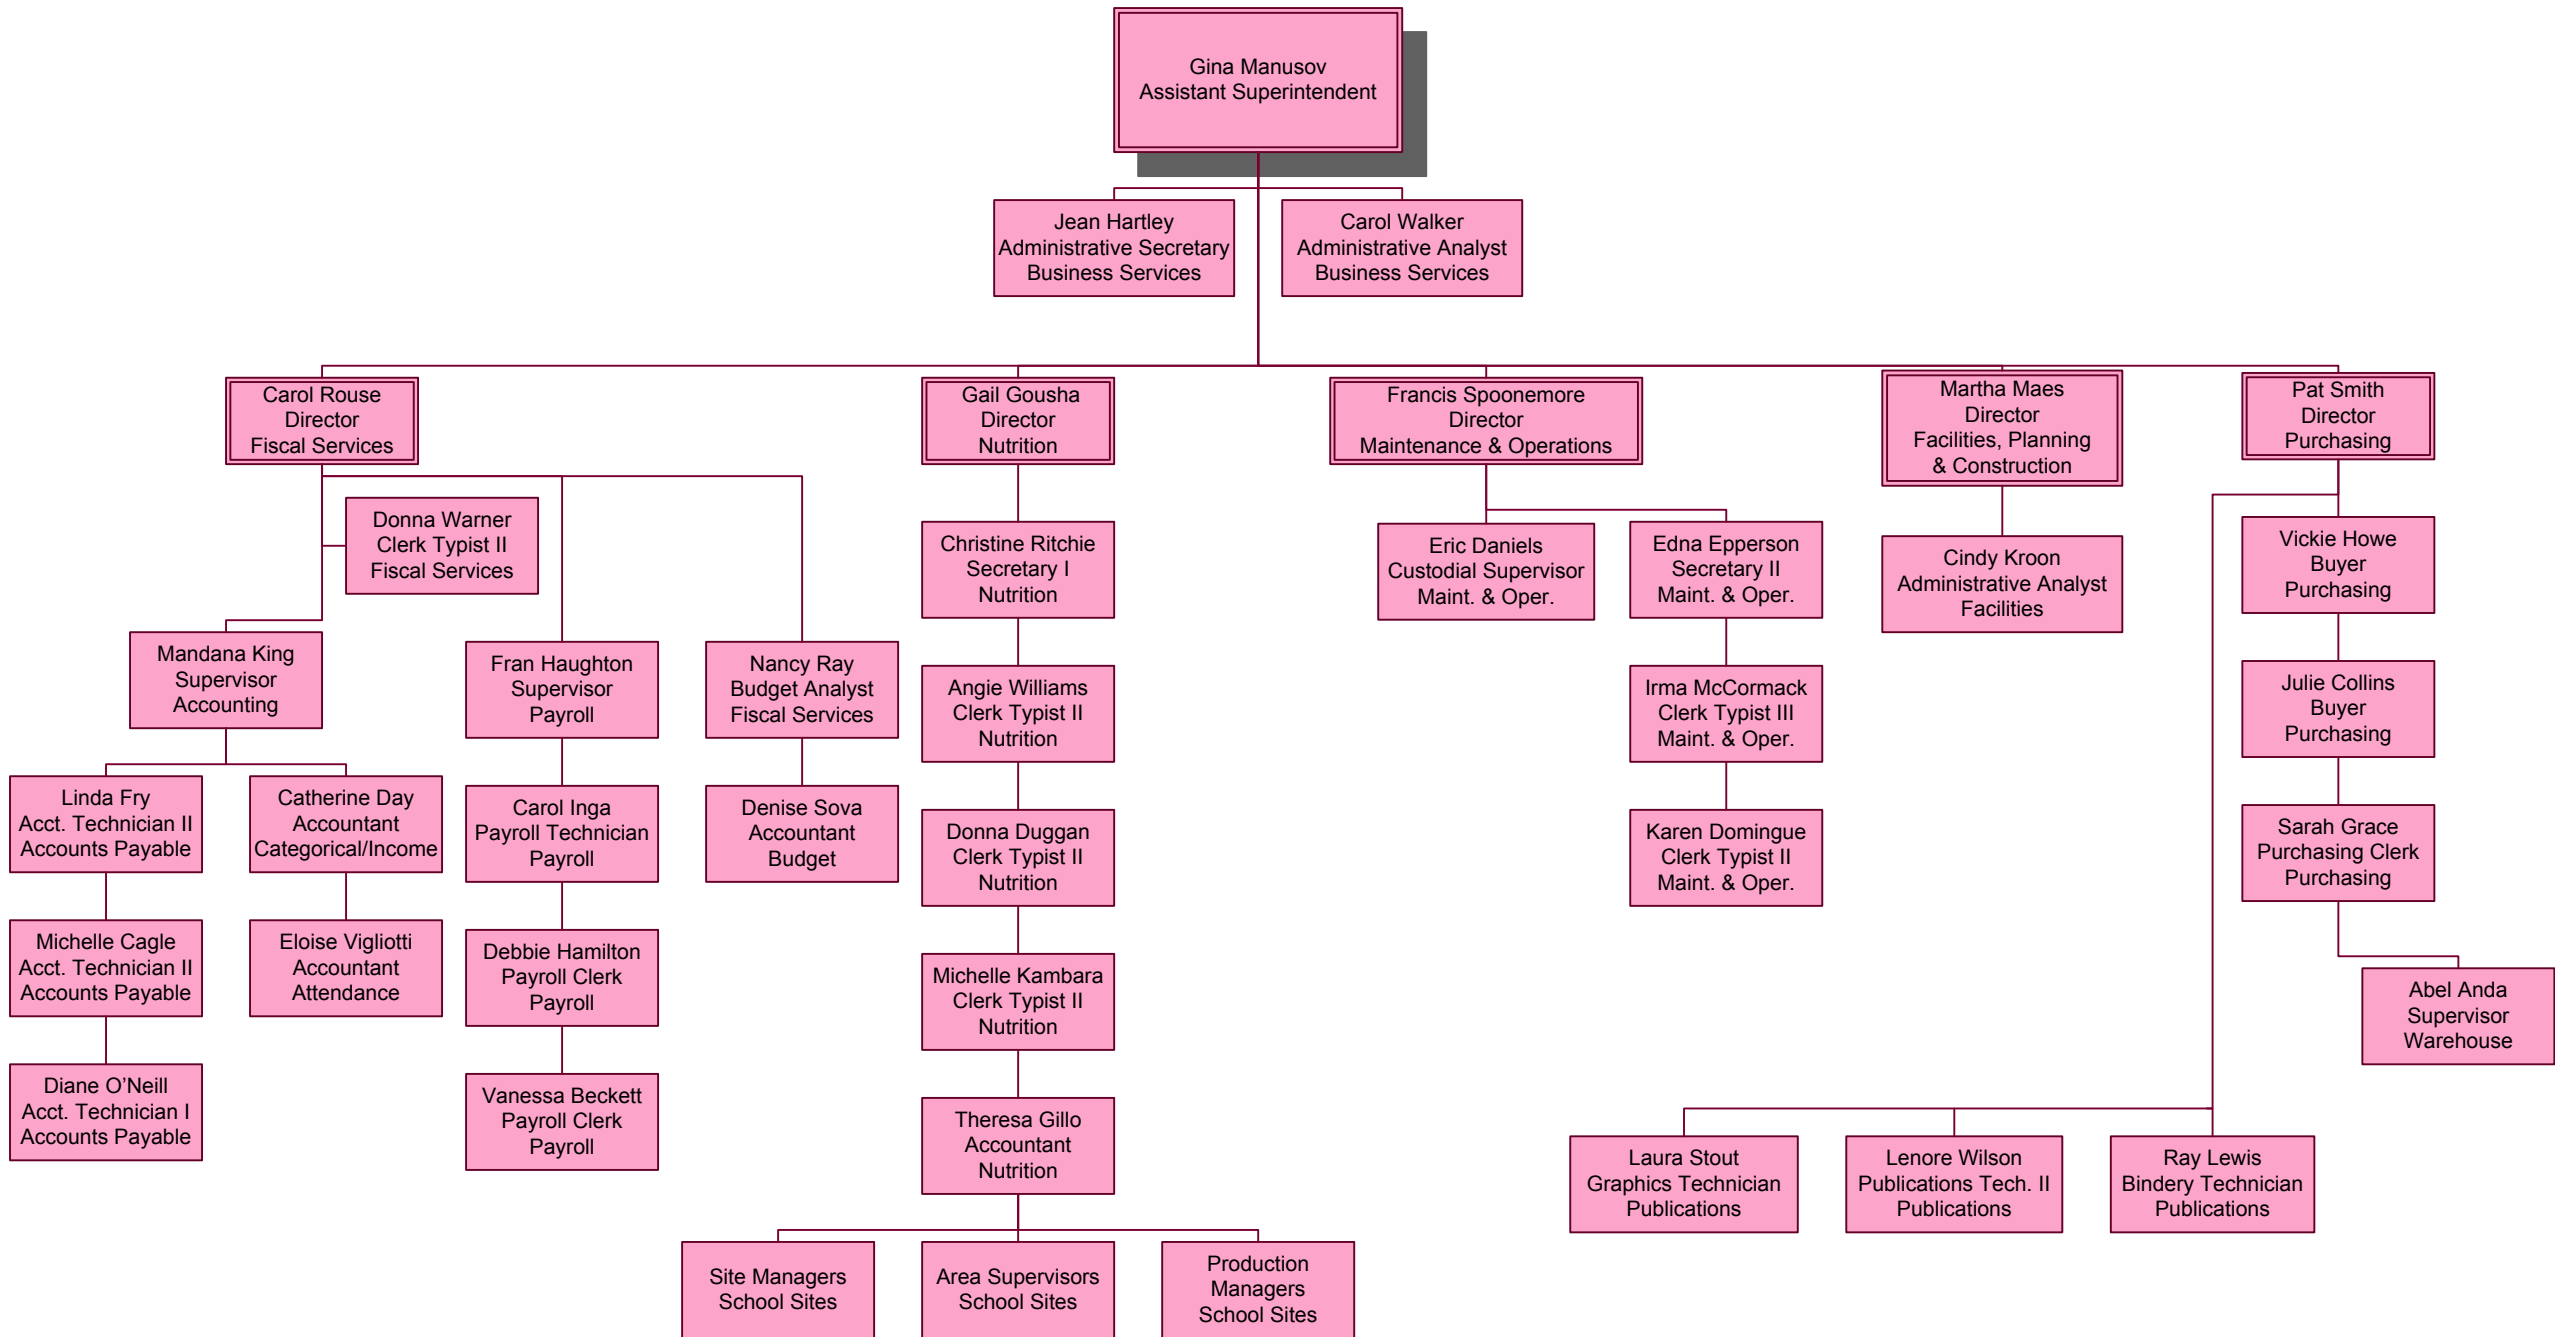 Gina Manusov
Assistant Superintendent
Jean Hartley
Administrative Secretary
Business Services
Carol Walker
Administrative Analyst
Business Services
Carol Rouse
Director
Fiscal Services
Gail Gousha
Director
Nutrition
Francis Spoonemore
Director
Maintenance & Operations
Martha Maes
Director
Facilities, Planning
& Construction
Pat Smith
Director
Purchasing
Donna Warner
Clerk Typist II
Fiscal Services
Christine Ritchie
Secretary I
Nutrition
Eric Daniels
Custodial Supervisor
Maint. & Oper.
Edna Epperson
Secretary II
Maint. & Oper.
Cindy Kroon
Administrative Analyst
Facilities
Vickie Howe
Buyer
Purchasing
Mandana King
Supervisor
Accounting
Fran Haughton
Supervisor
Payroll
Nancy Ray
Budget Analyst
Fiscal Services
Angie Williams
Clerk Typist II
Nutrition
Irma McCormack
Clerk Typist III
Maint. & Oper.
Julie Collins
Buyer
Purchasing
Linda Fry
Acct. Technician II
Accounts Payable
Catherine Day
Accountant
Categorical/Income
Carol Inga
Payroll Technician
Payroll
Denise Sova
Accountant
Budget
Donna Duggan
Clerk Typist II
Nutrition
Karen Domingue
Clerk Typist II
Maint. & Oper.
Sarah Grace
Purchasing Clerk
Purchasing
Michelle Cagle
Acct. Technician II
Accounts Payable
Eloise Vigliotti
Accountant
Attendance
Debbie Hamilton
Payroll Clerk
Payroll
Michelle Kambara
Clerk Typist II
Nutrition
Abel Anda
Supervisor
Warehouse
Diane O’Neill
Acct. Technician I
Accounts Payable
Vanessa Beckett
Payroll Clerk
Payroll
Theresa Gillo
Accountant
Nutrition
Laura Stout
Graphics Technician
Publications
Lenore Wilson
Publications Tech. II
Publications
Ray Lewis
Bindery Technician
Publications
Site Managers
School Sites
Area Supervisors
School Sites
Production
Managers
School Sites